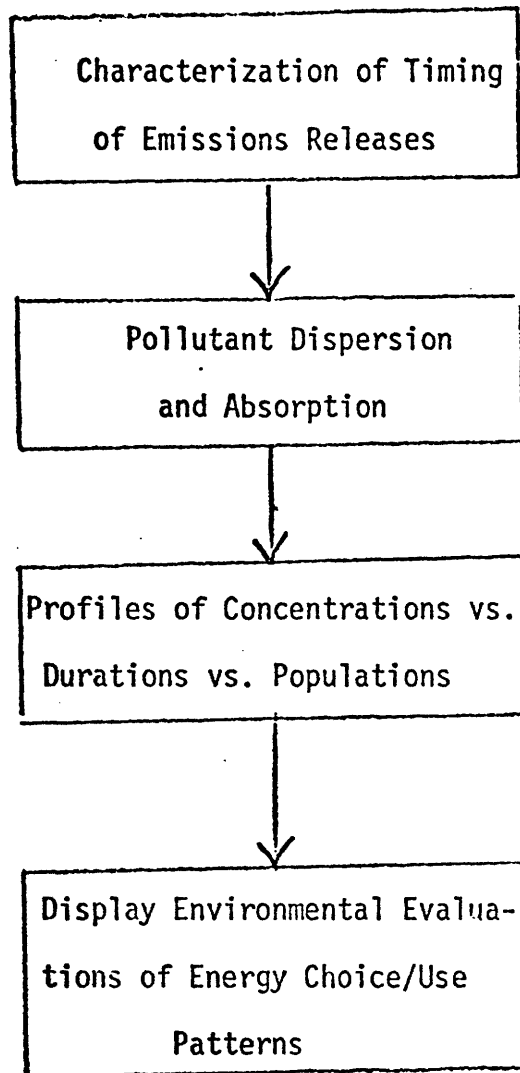 Characterization of Timing
of Emissions Releases
Pollutant Dispersion
and Absorption
Profiles of Concentrations vs.
Durations vs. Populations
Display Environmental Evalua-
tions of Energy Choice/Use
Patterns